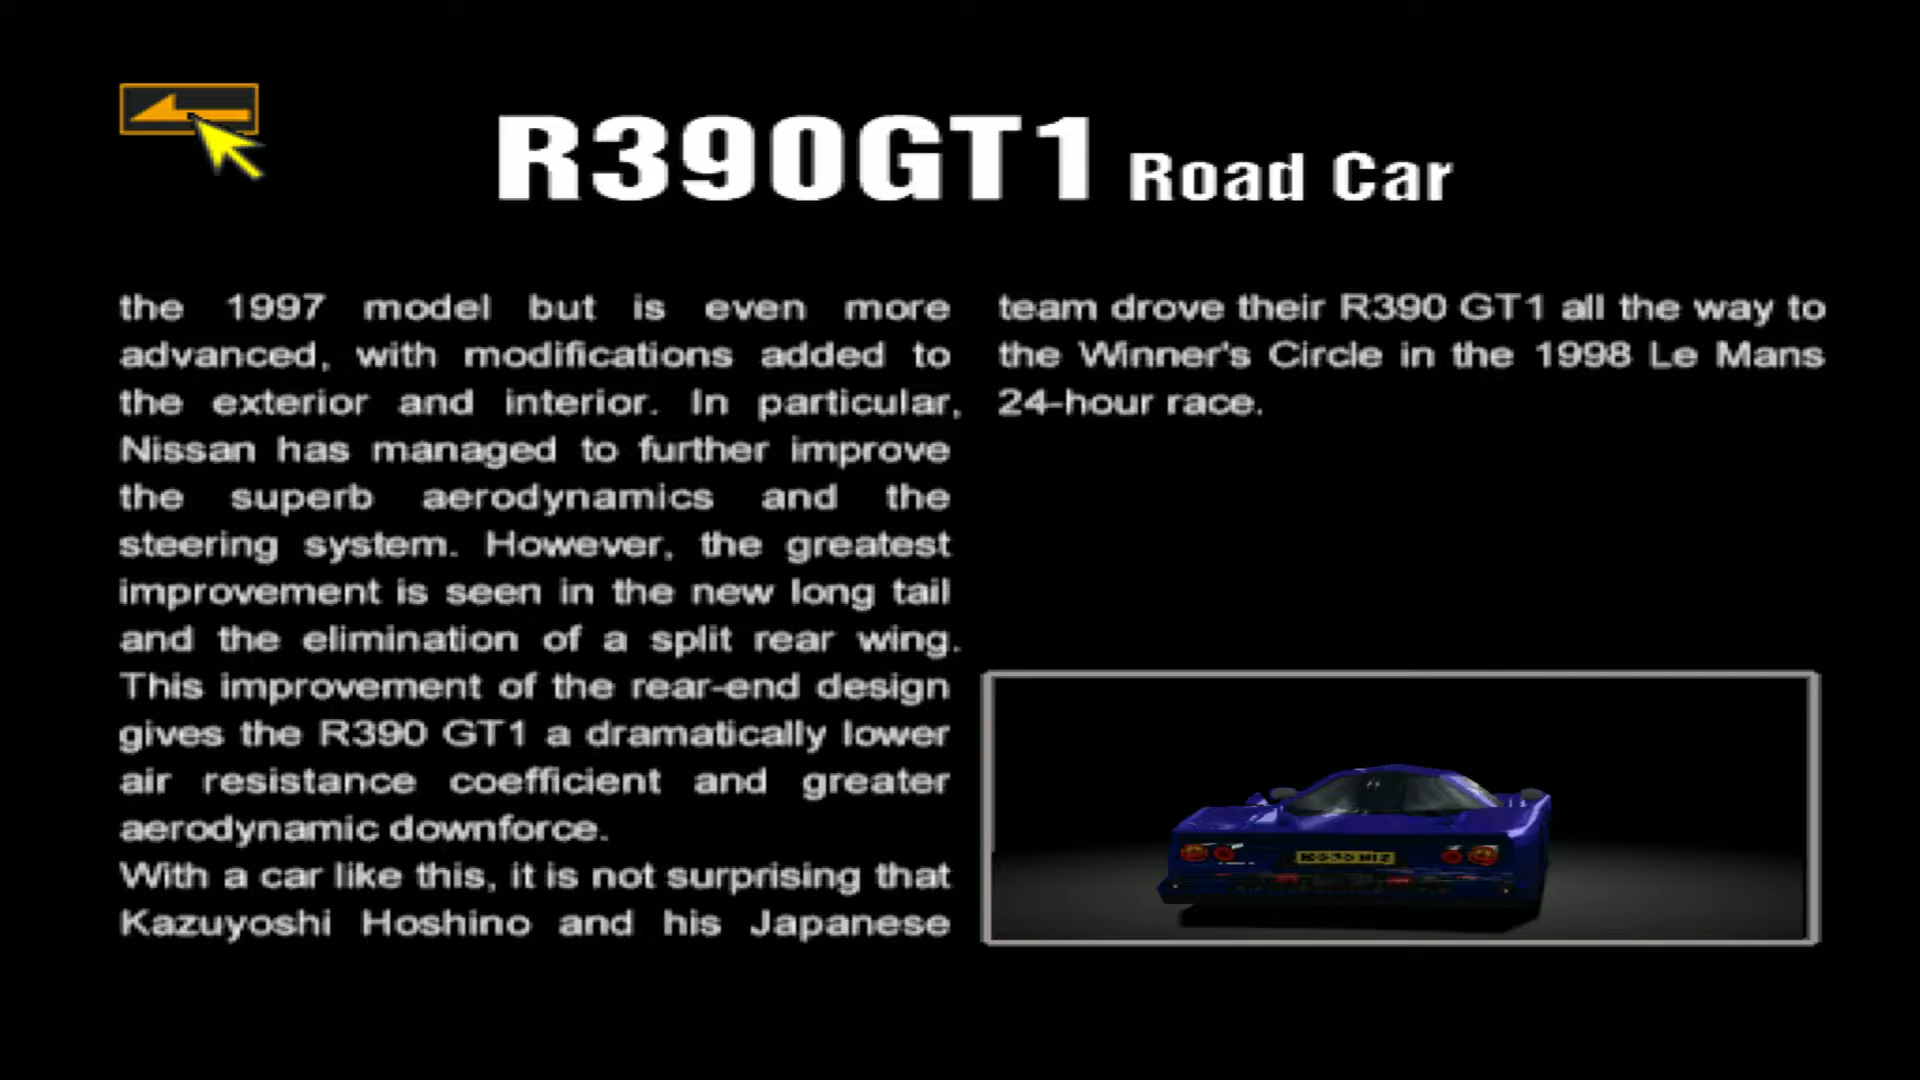 R390GT1 Road Car
the 1997 model but is even more
advanced, with modifications added to
the exterior and interior. In particular,
Nissan has managed to further improve
the superb aerodynamics and the
steering system. However, the greatest
improvement is seen in the new long tail
and the elimination of a split rear wing.
This improvement of the rear-end design
gives the R390 GT1 a dramatically lower
air resistance coefficient and greater
aerodynamic downforce.
With a car like this, it is not surprising that
Kazuyoshi Hoshino and his Japanese
team drove their R390 GT1 all the way to
the Winner's Circle in the 1998 Le Mans
24-hour race.